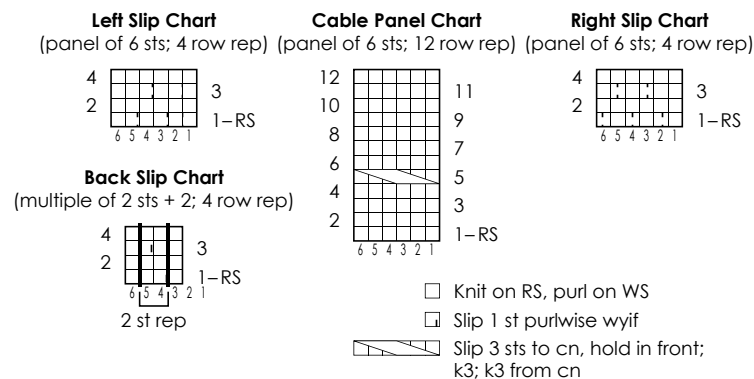 Left Slip Chart
(panel of 6 sts; 4 row rep)
4
2
3
1–RS
6 5 4 3 2 1
Cable Panel Chart
(panel of 6 sts; 12 row rep)
12
10
8
6
4
2
11
9
7
5
3
1–RS
6 5 4 3 2 1
Right Slip Chart
(panel of 6 sts; 4 row rep)
4
2
3
1–RS
6 5 4 3 2 1
Back Slip Chart
(multiple of 2 sts + 2; 4 row rep)
4
2
3
1–RS
6 5 4 3 2 1
2 st rep
Knit on RS, purl on WS
Slip 1 st purlwise wyif
Slip 3 sts to cn, hold in front;
k3; k3 from cn